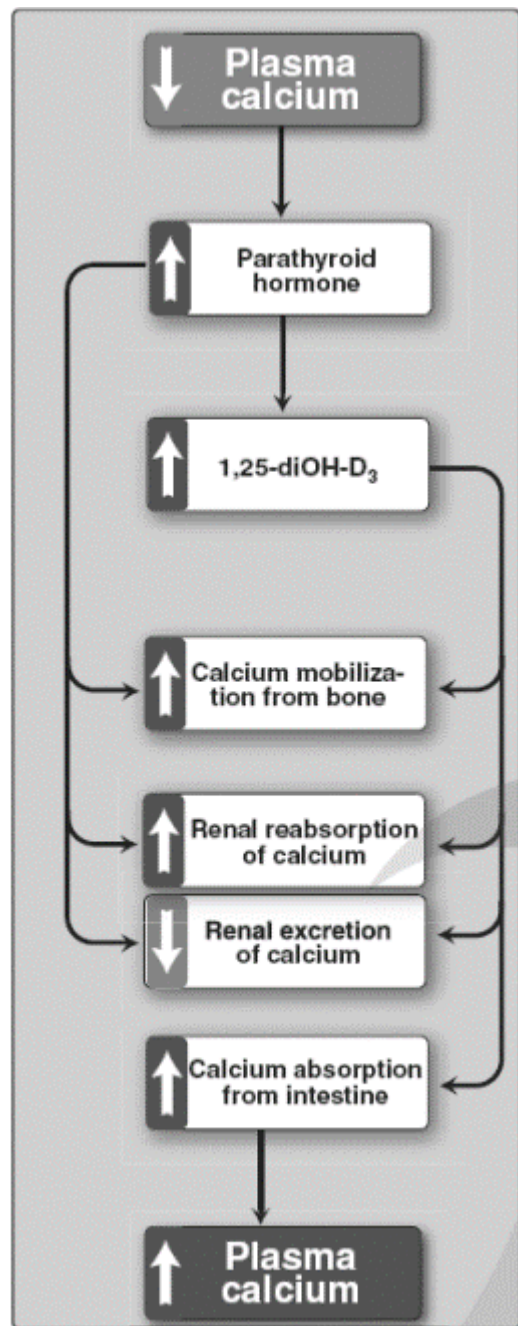 Plasma
calcium
Parathyroid
hormone
1,25-diOH-D₃
Calcium mobiliza-
tion from bone
Renal reabsorption
of calcium
Renal excretion
of calcium
Calcium absorption
from intestine
Plasma
calcium